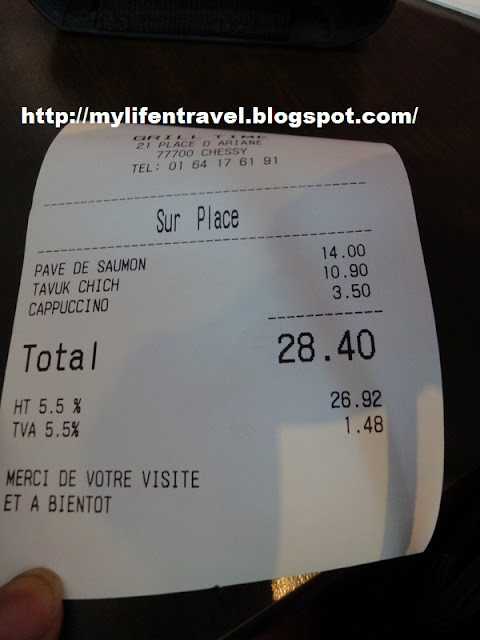 http://mylifentravel.blogspot.com/
GRILL TIME
21 PLACE D ARIANE
77700 CHESSY
TEL: 01 64 17 61 91
Sur Place
PAVE DE SAUMON 14.00
TAVUK CHICH 10.90
CAPPUCCINO 3.50
Total 28.40
HT 5.5 % 26.92
TVA 5.5% 1.48
MERCI DE VOTRE VISITE
ET A BIENTOT